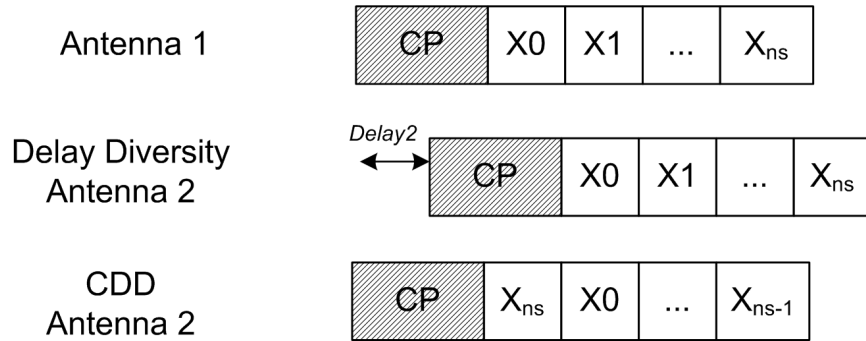 Antenna 1 CP X0 X1 ... Xns
Delay2
Delay Diversity
Antenna 2
CP X0 X1 ... Xns
CDD
Antenna 2
CP Xns X0 ... Xns-1